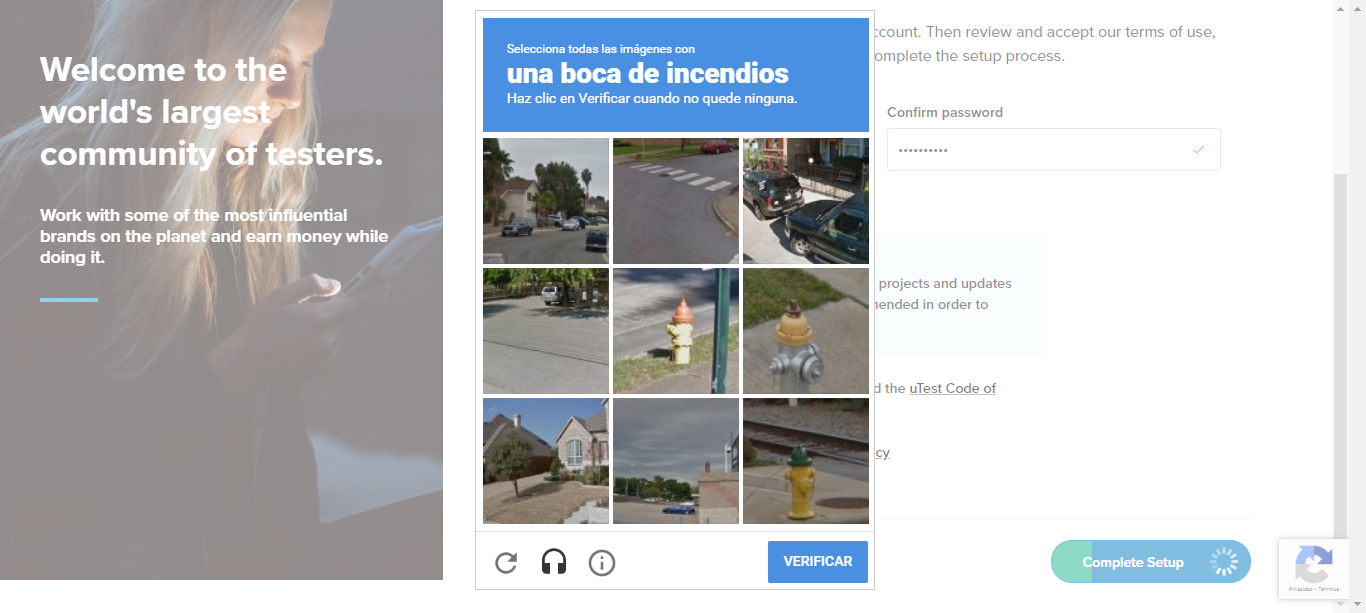 Welcome to the
world's largest
community of testers.
Work with some of the most influential
brands on the planet and earn money while
doing it.
Selecciona todas las imágenes con
una boca de incendios
Haz clic en Verificar cuando no quede ninguna.
VERIFICAR
ccount. Then review and accept our terms of use,
omplete the setup process.
Confirm password
projects and updates
ended in order to
d the uTest Code of
cy
Complete Setup
Privacidad - Términos